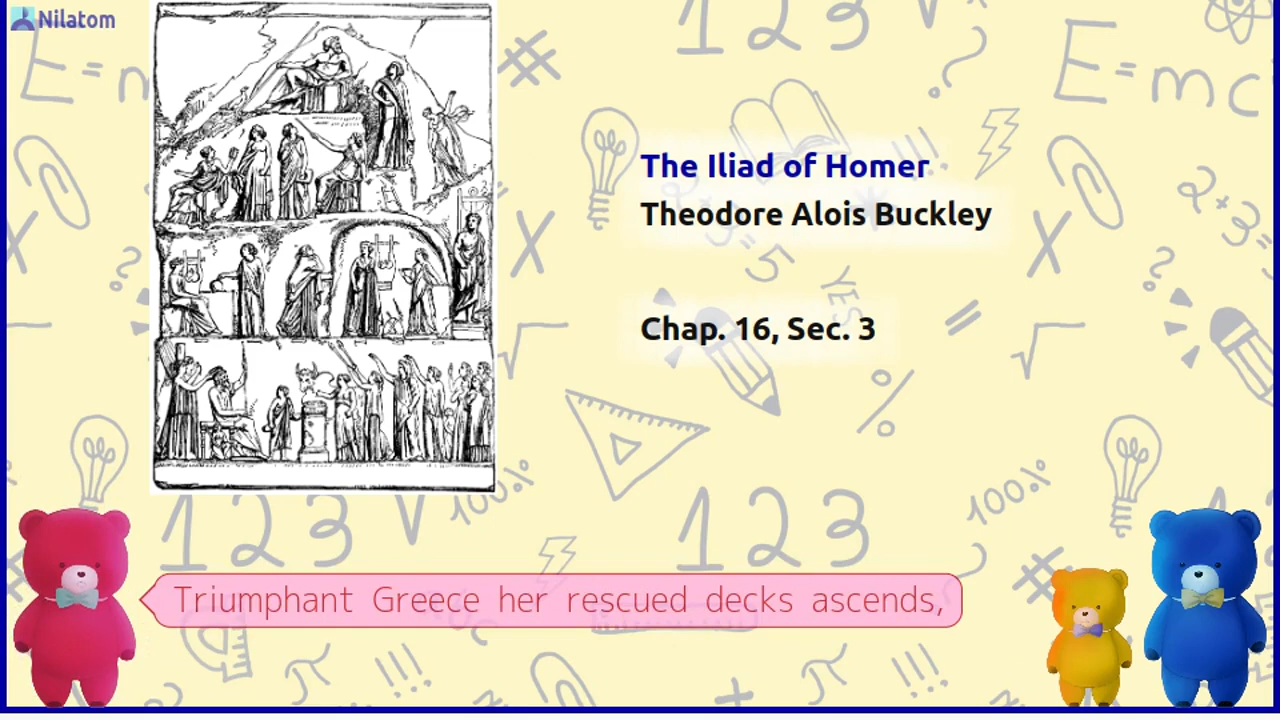 Nilatom
The Iliad of Homer
Theodore Alois Buckley
Chap. 16, Sec. 3
Triumphant Greece her rescued decks ascends,